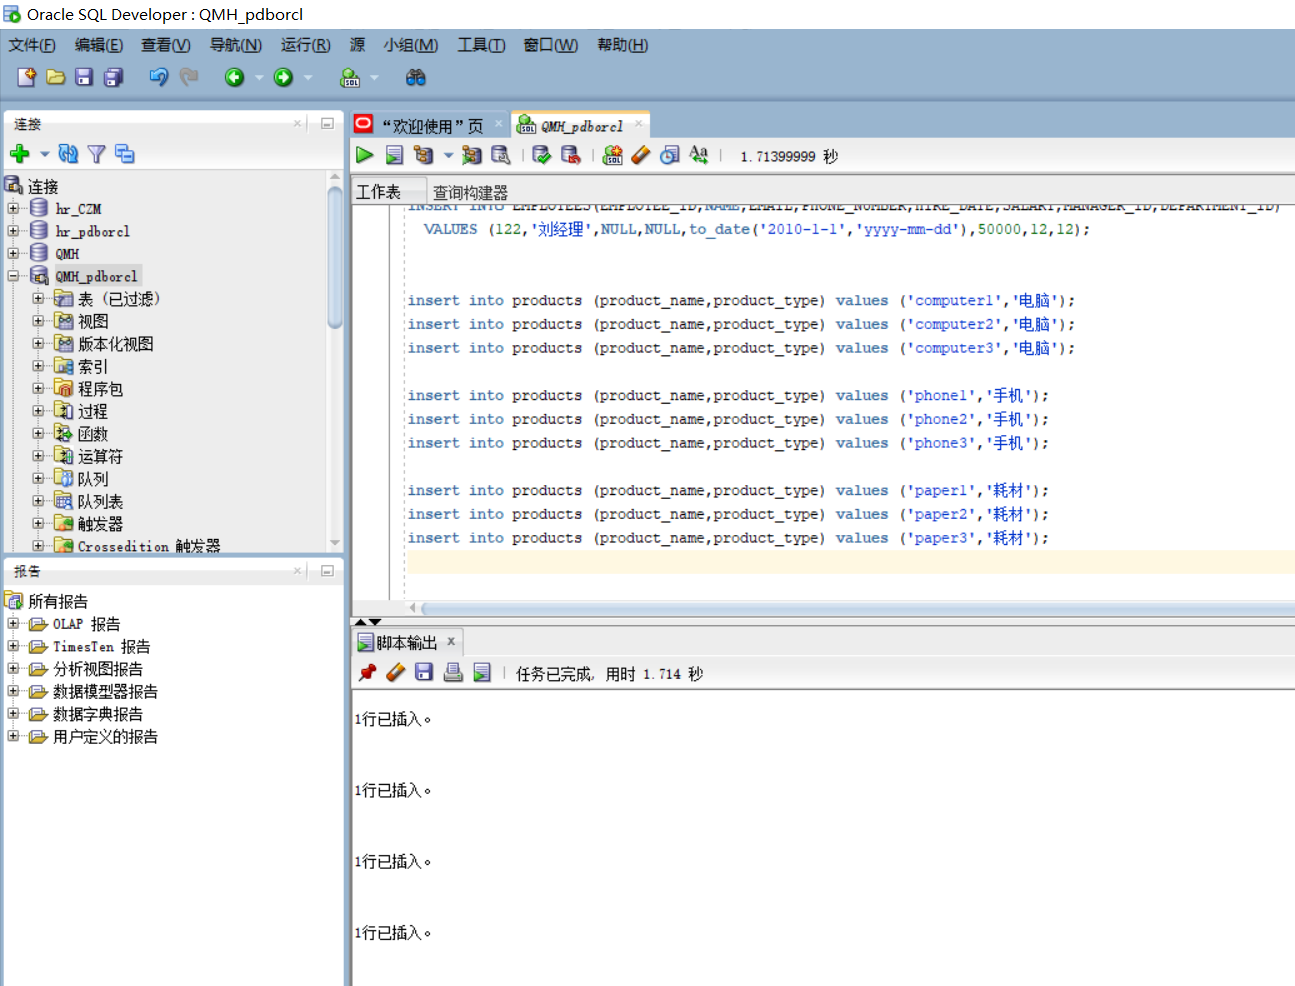 Oracle SQL Developer : QMH_pdborcl
文件(F) 编辑(E) 查看(V) 导航(N) 运行(R) 源 小组(M) 工具(T) 窗口(W) 帮助(H)
连接
连接
hr_CZM
hr_pdborcl
QMH
QMH_pdborcl
表 (已过滤)
视图
版本化视图
索引
程序包
过程
函数
运算符
队列
队列表
触发器
Crossedition 触发器
报告
所有报告
OLAP 报告
TimesTen 报告
分析视图报告
数据模型器报告
数据字典报告
用户定义的报告
“欢迎使用”页 QMH_pdborcl
1.71399999 秒
工作表 查询构建器
INSERT INTO EMPLOYEES(EMPLOYEE_ID,NAME,EMAIL,PHONE_NUMBER,HIRE_DATE,SALARY,MANAGER_ID,DEPARTMENT_ID)
VALUES (122,'刘经理',NULL,NULL,to_date('2010-1-1','yyyy-mm-dd'),50000,12,12);
insert into products (product_name,product_type) values ('computer1','电脑');
insert into products (product_name,product_type) values ('computer2','电脑');
insert into products (product_name,product_type) values ('computer3','电脑');
insert into products (product_name,product_type) values ('phone1','手机');
insert into products (product_name,product_type) values ('phone2','手机');
insert into products (product_name,product_type) values ('phone3','手机');
insert into products (product_name,product_type) values ('paper1','耗材');
insert into products (product_name,product_type) values ('paper2','耗材');
insert into products (product_name,product_type) values ('paper3','耗材');
脚本输出
任务已完成, 用时 1.714 秒
1行已插入。
1行已插入。
1行已插入。
1行已插入。